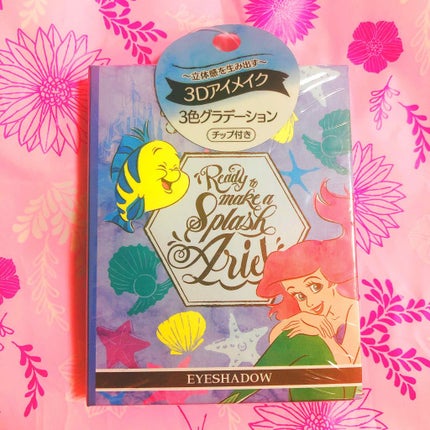 ～立体感を生み出す～
3Dアイメイク
3色グラデーション
チップ付き
Ready to
make a
Splash
Ariel
EYESHADOW